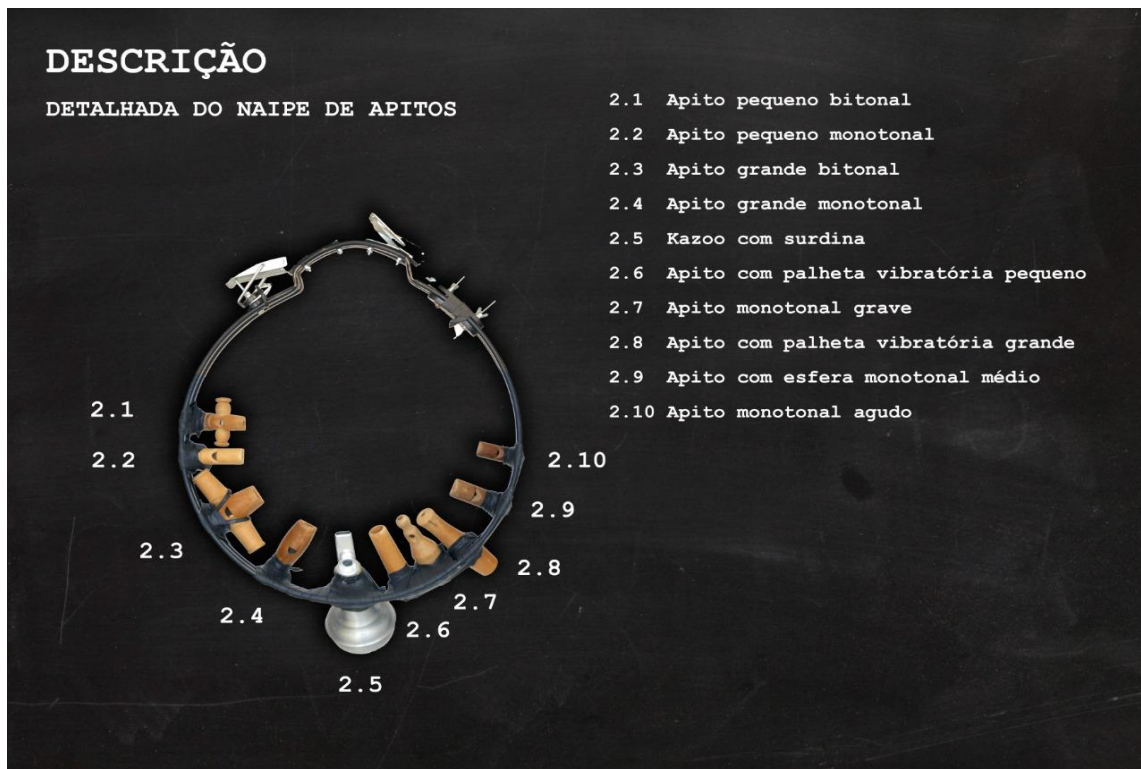 DESCRIÇÃO
DETALHADA DO NAIPE DE APITOS
2.1 Apito pequeno bitonal
2.2 Apito pequeno monotonal
2.3 Apito grande bitonal
2.4 Apito grande monotonal
2.5 Kazoo com surdina
2.6 Apito com palheta vibratória pequeno
2.7 Apito monotonal grave
2.8 Apito com palheta vibratória grande
2.9 Apito com esfera monotonal médio
2.10 Apito monotonal agudo
2.1
2.2
2.3
2.4
2.5
2.6
2.7
2.8
2.9
2.10